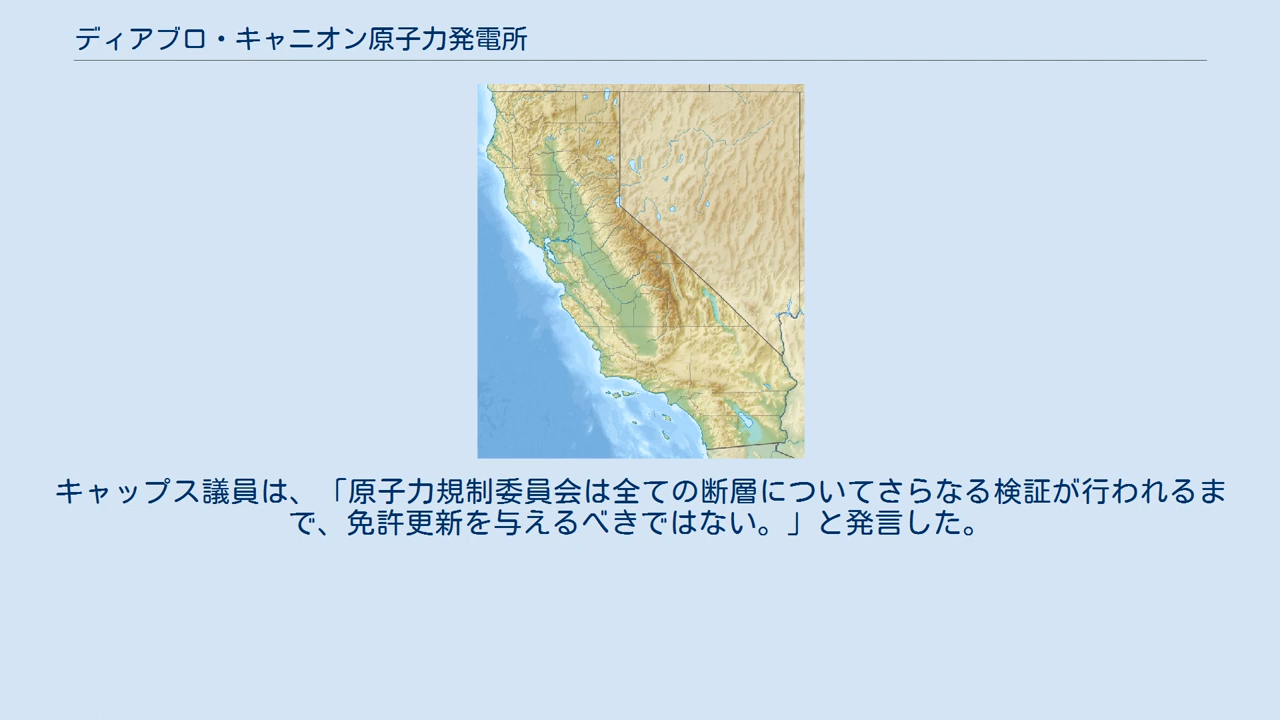 ディアブロ・キャニオン原子力発電所
キャップス議員は、「原子力規制委員会は全ての断層についてさらなる検証が行われるま
で、免許更新を与えるべきではない。」と発言した。